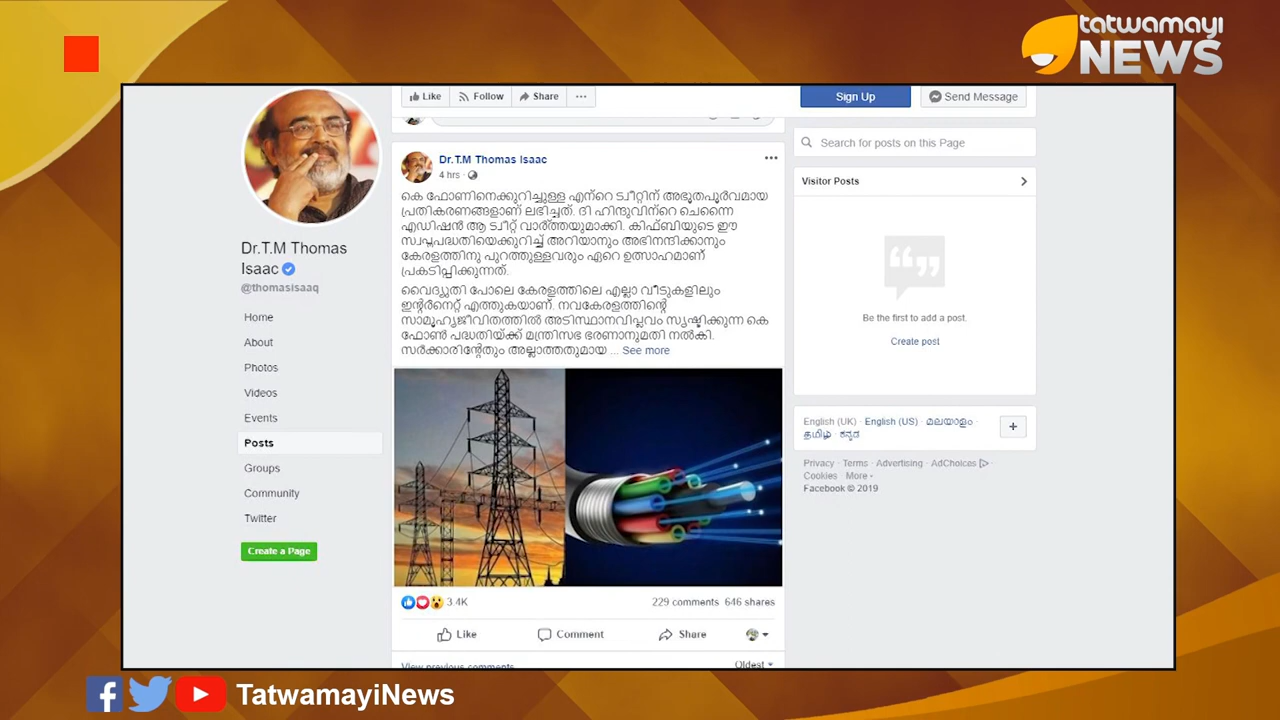 tatwamayi
NEWS
Like
Follow
Share
Sign Up
Send Message
Search for posts on this Page
Visitor Posts
Be the first to add a post.
Create post
English (UK) · English (US) · മലയാളം ·
தமிழ் · ಕನ್ನಡ
Privacy · Terms · Advertising · AdChoices ·
Cookies · More
Facebook © 2019
Dr.T.M Thomas
Isaac
@thomasisaaq
Home
About
Photos
Videos
Events
Posts
Groups
Community
Twitter
Create a Page
Dr.T.M Thomas Isaac
4 hrs ·
കെ ഫോണിനെക്കുറിച്ചുള്ള എന്റെ ട്വീറ്റിന് അഭൂതപൂർവമായ
പ്രതികരണങ്ങളാണ് ലഭിച്ചത്. ദി ഹിന്ദുവിന്റെ ചെന്നൈ
എഡിഷൻ ആ ട്വീറ്റ് വാർത്തയുമാക്കി. കിഫ്ബിയുടെ ഈ
സ്വപ്നപദ്ധതിയെക്കുറിച്ച് അറിയാനും അഭിനന്ദിക്കാനും
കേരളത്തിനു പുറത്തുള്ളവരും ഏറെ ഉത്സാഹമാണ്
പ്രകടിപ്പിക്കുന്നത്.
വൈദ്യുതി പോലെ കേരളത്തിലെ എല്ലാ വീടുകളിലും
ഇന്റർനെറ്റ് എത്തുകയാണ്. നവകേരളത്തിന്റെ
സാമൂഹ്യജീവിതത്തിൽ അടിസ്ഥാനവിപ്ലവം സൃഷ്ടിക്കുന്ന കെ
ഫോൺ പദ്ധതിയ്ക്ക് മന്ത്രിസഭ ഭരണാനുമതി നൽകി.
സർക്കാരിന്റേതും അല്ലാത്തതുമായ ... See more
3.4K
229 comments 646 shares
Like
Comment
Share
View previous comments
Oldest
TatwamayiNews